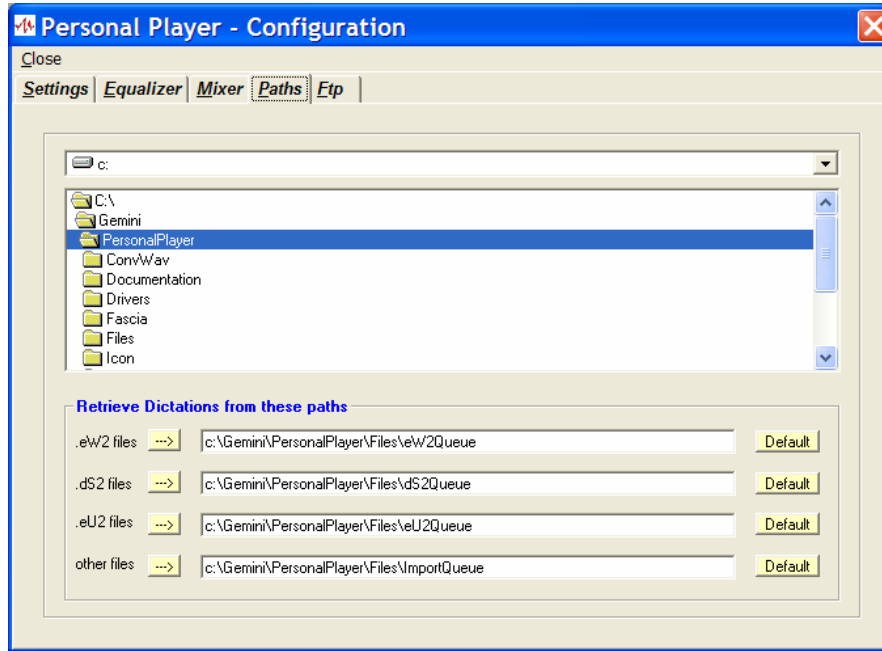 Personal Player - Configuration
Close
Settings Equalizer Mixer Paths Ftp
c:
C:\
Gemini
PersonalPlayer
ConvWav
Documentation
Drivers
Fascia
Files
Icon
Retrieve Dictations from these paths
.eW2 files ---> c:\Gemini\PersonalPlayer\Files\eW2Queue Default
.dS2 files ---> c:\Gemini\PersonalPlayer\Files\dS2Queue Default
.eU2 files ---> c:\Gemini\PersonalPlayer\Files\eU2Queue Default
other files ---> c:\Gemini\PersonalPlayer\Files\ImportQueue Default